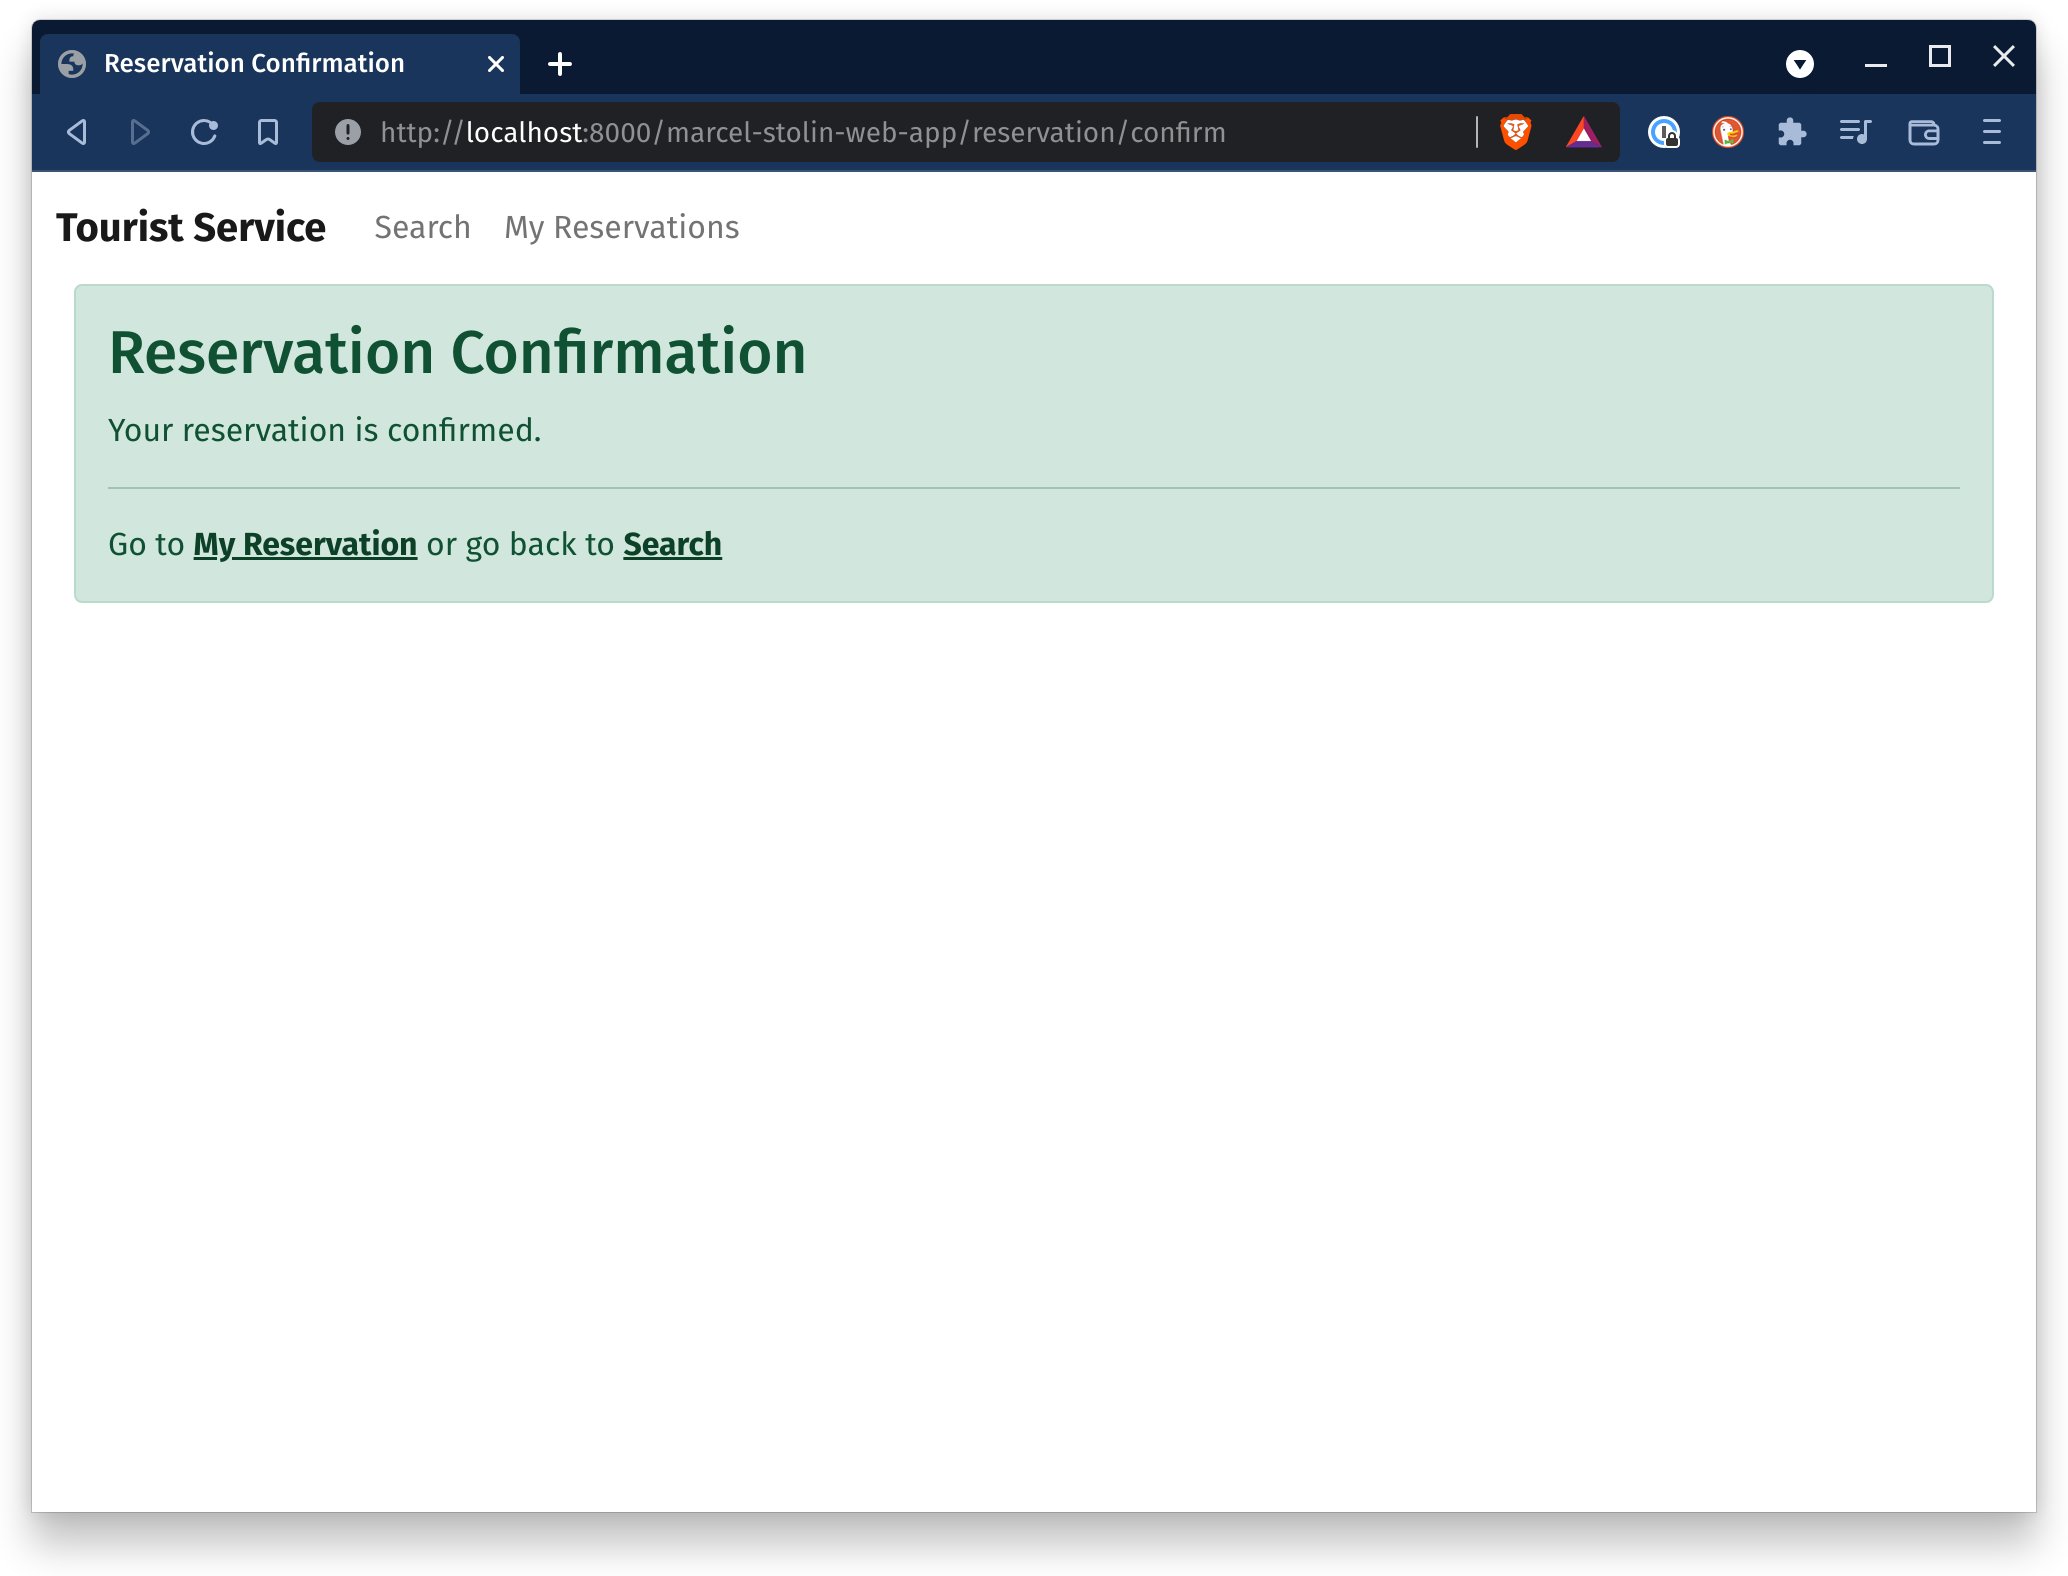 Reservation Confirmation
http://localhost:8000/marcel-stolin-web-app/reservation/confirm
Tourist Service Search My Reservations
Reservation Confirmation
Your reservation is confirmed.
Go to My Reservation or go back to Search